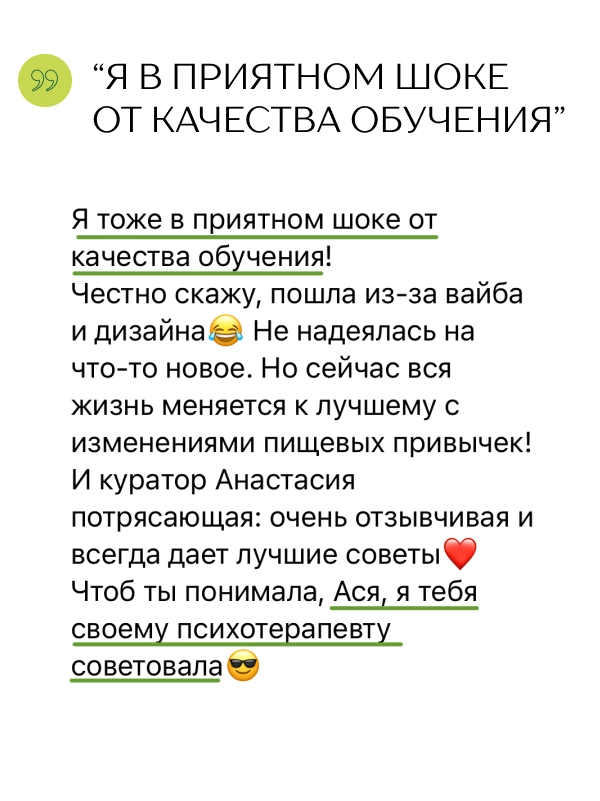 “Я В ПРИЯТНОМ ШОКЕ
ОТ КАЧЕСТВА ОБУЧЕНИЯ”
Я тоже в приятном шоке от
качества обучения!
Честно скажу, пошла из-за вайба
и дизайна😂 Не надеялась на
что-то новое. Но сейчас вся
жизнь меняется к лучшему с
изменениями пищевых привычек!
И куратор Анастасия
потрясающая: очень отзывчивая и
всегда дает лучшие советы❤️
Чтоб ты понимала, Ася, я тебя
своему психотерапевту
советовала😎